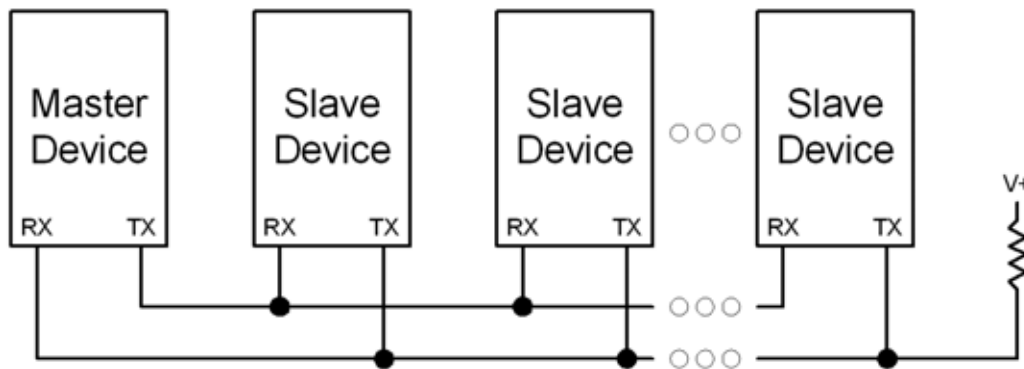 Master
Device
Slave
Device
Slave
Device
Slave
Device
RX TX
RX TX
RX TX
RX TX
V+